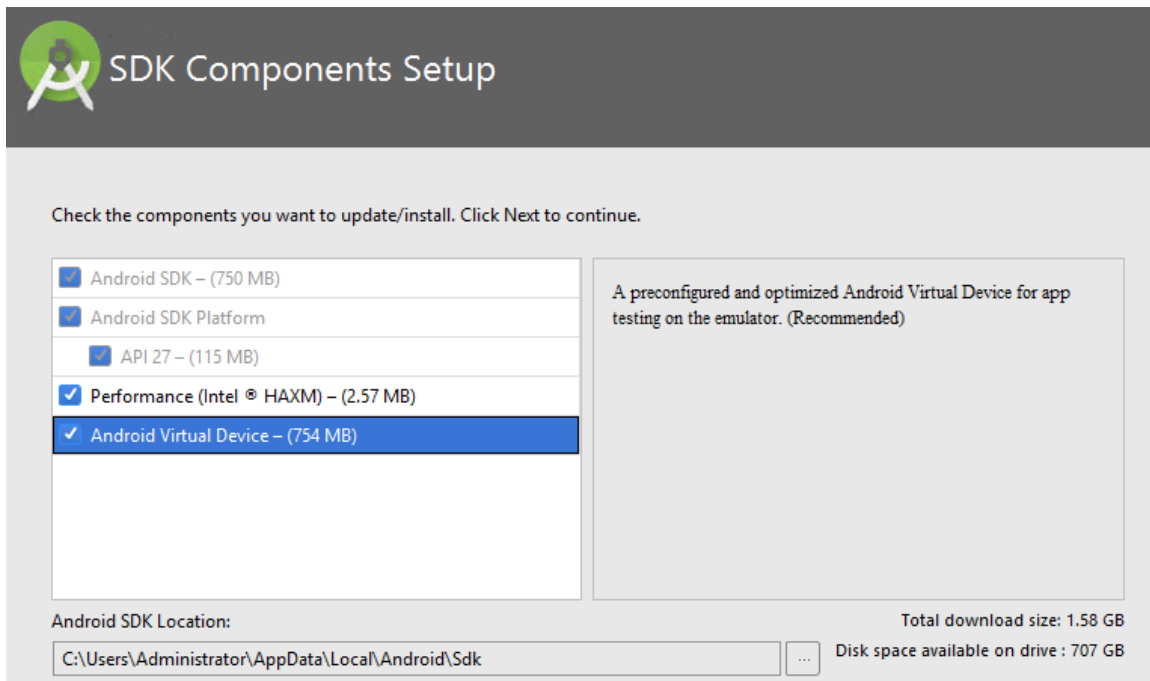 SDK Components Setup
Check the components you want to update/install. Click Next to continue.
Android SDK – (750 MB)
Android SDK Platform
API 27 – (115 MB)
Performance (Intel ® HAXM) – (2.57 MB)
Android Virtual Device – (754 MB)
A preconfigured and optimized Android Virtual Device for app
testing on the emulator. (Recommended)
Android SDK Location:
C:\Users\Administrator\AppData\Local\Android\Sdk
...
Total download size: 1.58 GB
Disk space available on drive : 707 GB